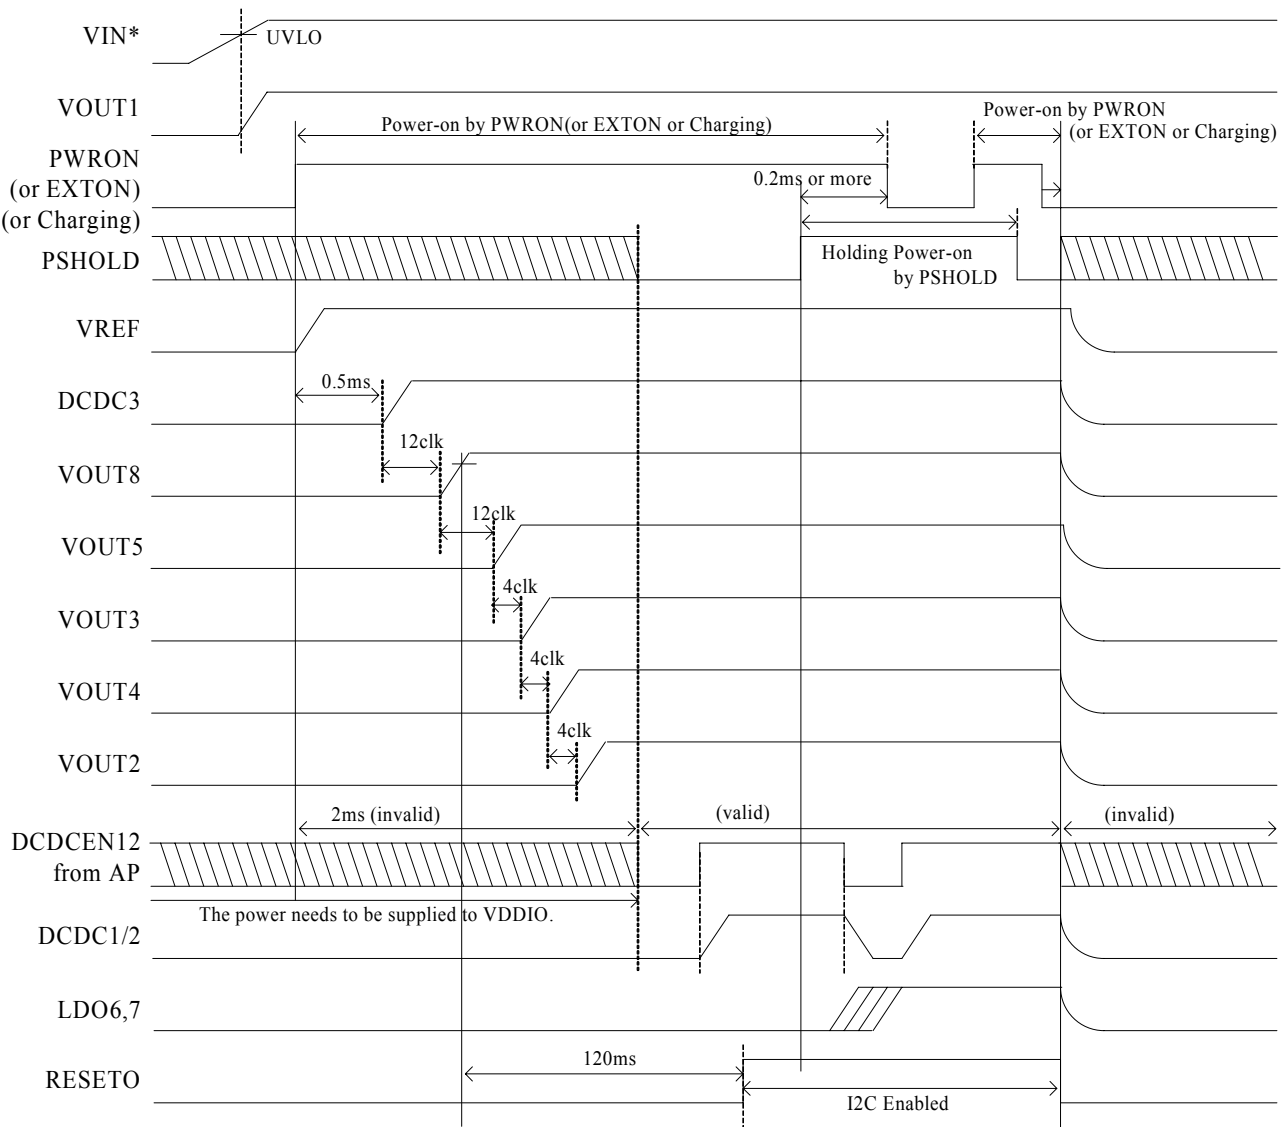 VIN*
UVLO
VOUT1
Power-on by PWRON(or EXTON or Charging)
Power-on by PWRON
(or EXTON or Charging)
PWRON
(or EXTON)
(or Charging)
0.2ms or more
PSHOLD
Holding Power-on
by PSHOLD
VREF
0.5ms
DCDC3
12clk
VOUT8
12clk
VOUT5
4clk
VOUT3
4clk
VOUT4
4clk
VOUT2
2ms (invalid)
(valid)
(invalid)
DCDCEN12
from AP
The power needs to be supplied to VDDIO.
DCDC1/2
LDO6,7
120ms
RESETO
I2C Enabled